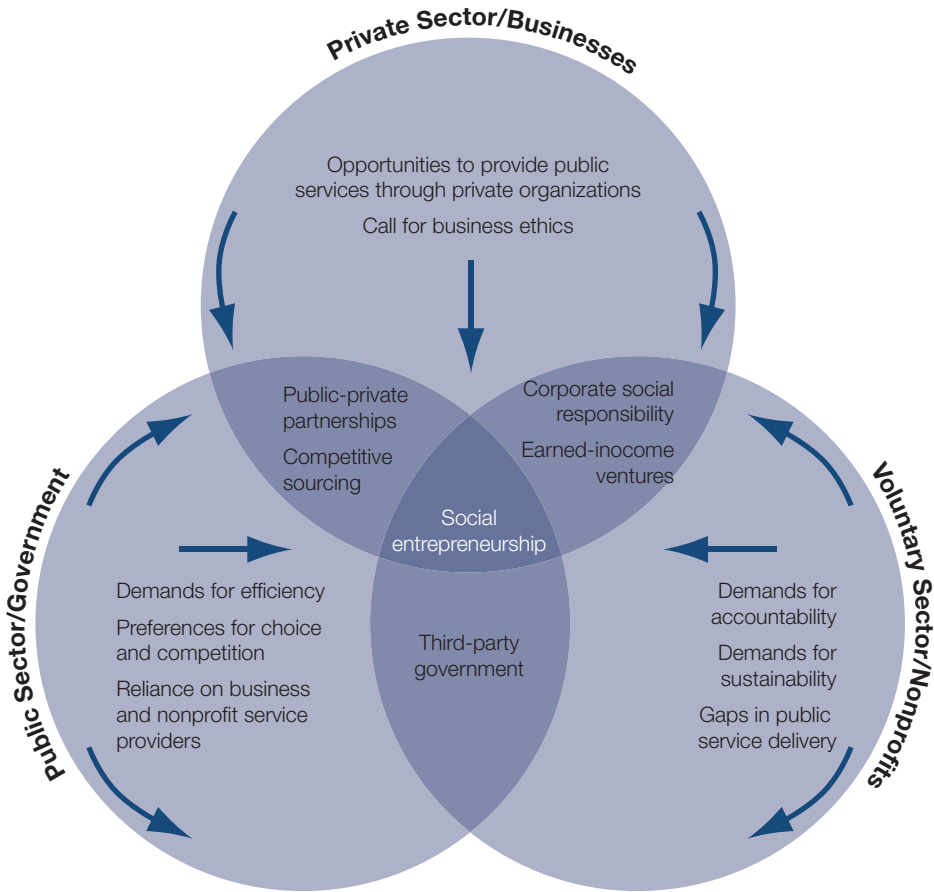 Private Sector/Businesses
Opportunities to provide public
services through private organizations
Call for business ethics
Public-private
partnerships
Competitive
sourcing
Corporate social
responsibility
Earned-inocome
ventures
Social
entrepreneurship
Public Sector/Government
Demands for efficiency
Preferences for choice
and competition
Reliance on business
and nonprofit service
providers
Third-party
government
Voluntary Sector/Nonprofits
Demands for
accountability
Demands for
sustainability
Gaps in public
service delivery